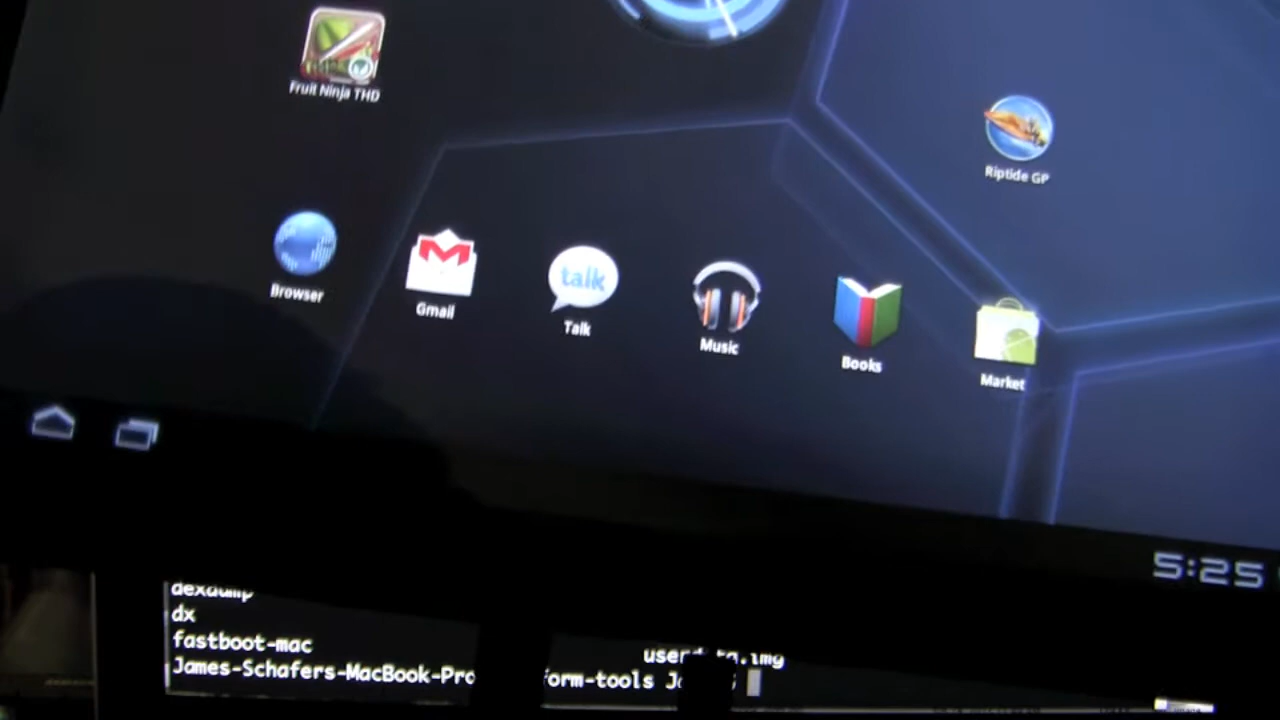 Fruit Ninja THD
Riptide GP
Browser
Gmail
talk
Talk
Music
Books
Market
5:25
dexdump
dx
fastboot-mac
.img
James-Schafers-MacBook-Pro
form-tools